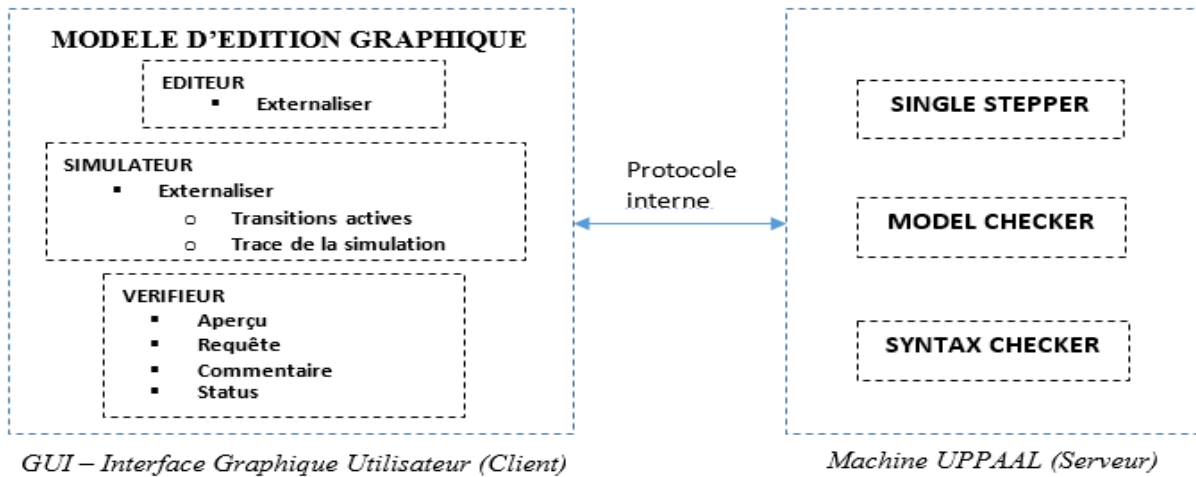 MODELE D'EDITION GRAPHIQUE
EDITEUR
▪ Externaliser
SIMULATEUR
▪ Externaliser
o Transitions actives
o Trace de la simulation
VERIFIEUR
▪ Aperçu
▪ Requête
▪ Commentaire
▪ Status
GUI – Interface Graphique Utilisateur (Client)
Protocole
interne
SINGLE STEPPER
MODEL CHECKER
SYNTAX CHECKER
Machine UPPAAL (Serveur)